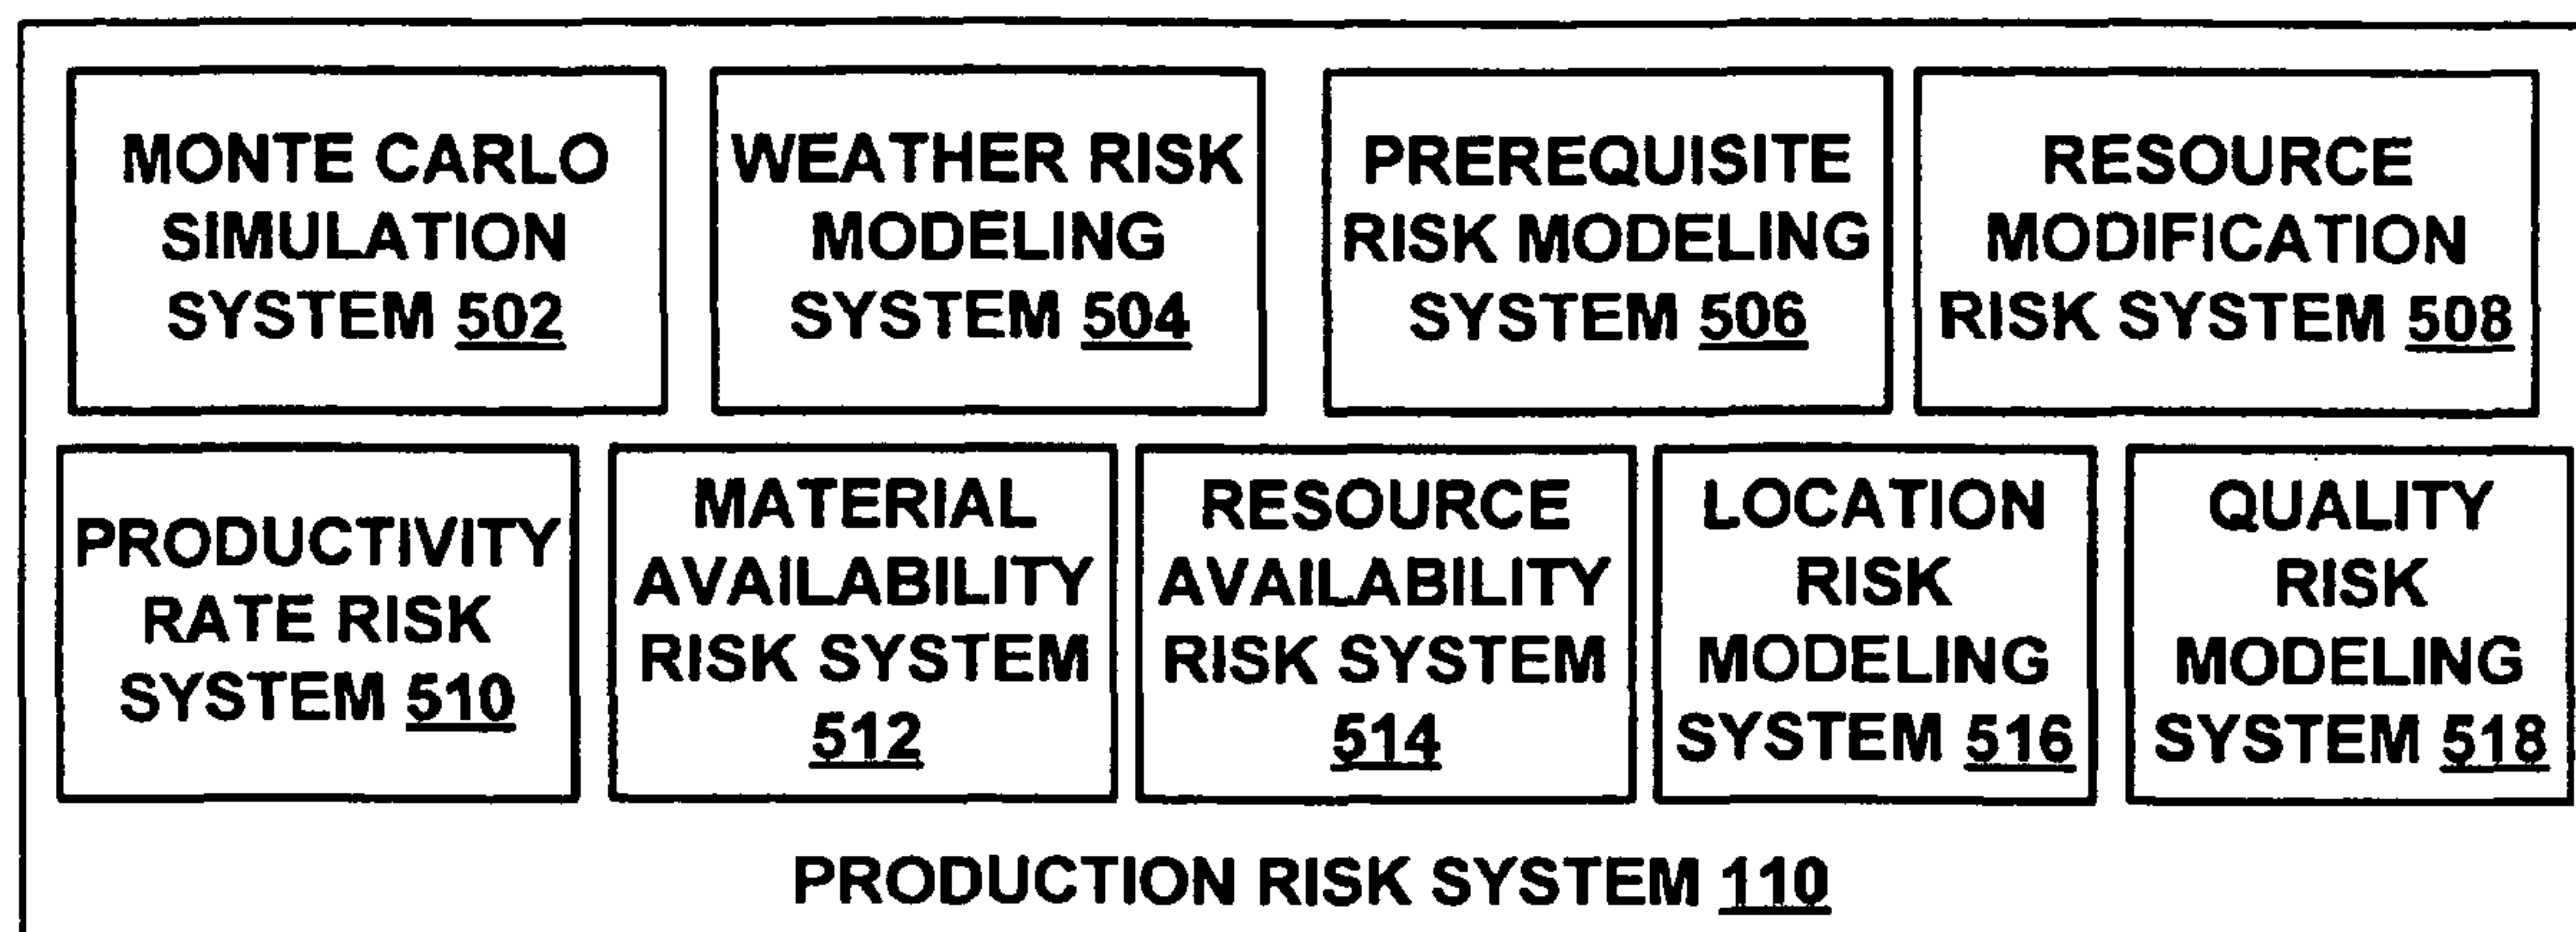 MONTE CARLO
SIMULATION
SYSTEM 502
WEATHER RISK
MODELING
SYSTEM 504
PREREQUISITE
RISK MODELING
SYSTEM 506
RESOURCE
MODIFICATION
RISK SYSTEM 508
PRODUCTIVITY
RATE RISK
SYSTEM 510
MATERIAL
AVAILABILITY
RISK SYSTEM
512
RESOURCE
AVAILABILITY
RISK SYSTEM
514
LOCATION
RISK
MODELING
SYSTEM 516
QUALITY
RISK
MODELING
SYSTEM 518
PRODUCTION RISK SYSTEM 110